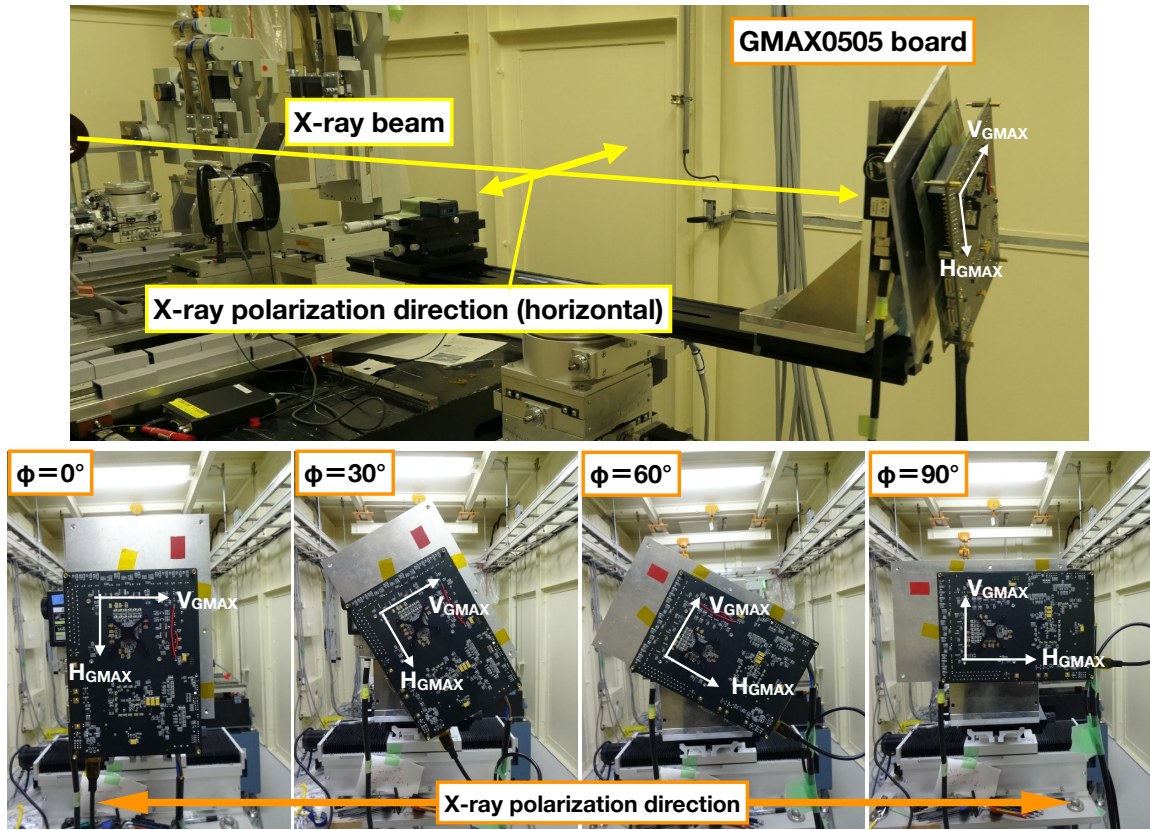 GMAX0505 board
X-ray beam
VGMAX
HGMAX
X-ray polarization direction (horizontal)
ϕ=0°
ϕ=30°
ϕ=60°
ϕ=90°
VGMAX
HGMAX
VGMAX
HGMAX
VGMAX
HGMAX
VGMAX
HGMAX
X-ray polarization direction